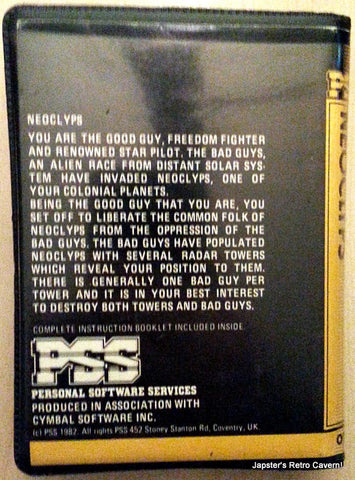 NEOCLYPS
YOU ARE THE GOOD GUY, FREEDOM FIGHTER
AND RENOWNED STAR PILOT. THE BAD GUYS,
AN ALIEN RACE FROM DISTANT SOLAR SYS-
TEM HAVE INVADED NEOCLYPS, ONE OF
YOUR COLONIAL PLANETS.
BEING THE GOOD GUY THAT YOU ARE, YOU
SET OFF TO LIBERATE THE COMMON FOLK OF
NEOCLYPS FROM THE OPPRESSION OF THE
BAD GUYS. THE BAD GUYS HAVE POPULATED
NEOCLYPS WITH SEVERAL RADAR TOWERS
WHICH REVEAL YOUR POSITION TO THEM.
THERE IS GENERALLY ONE BAD GUY PER
TOWER AND IT IS IN YOUR BEST INTEREST
TO DESTROY BOTH TOWERS AND BAD GUYS.
COMPLETE INSTRUCTION BOOKLET INCLUDED INSIDE
PSS
PERSONAL SOFTWARE SERVICES
PRODUCED IN ASSOCIATION WITH
CYMBAL SOFTWARE INC.
(c) PSS 1982. All rights PSS 452 Stoney Stanton Rd, Coventry, UK.
NEOCLYPS
Japster's Retro Cavern!